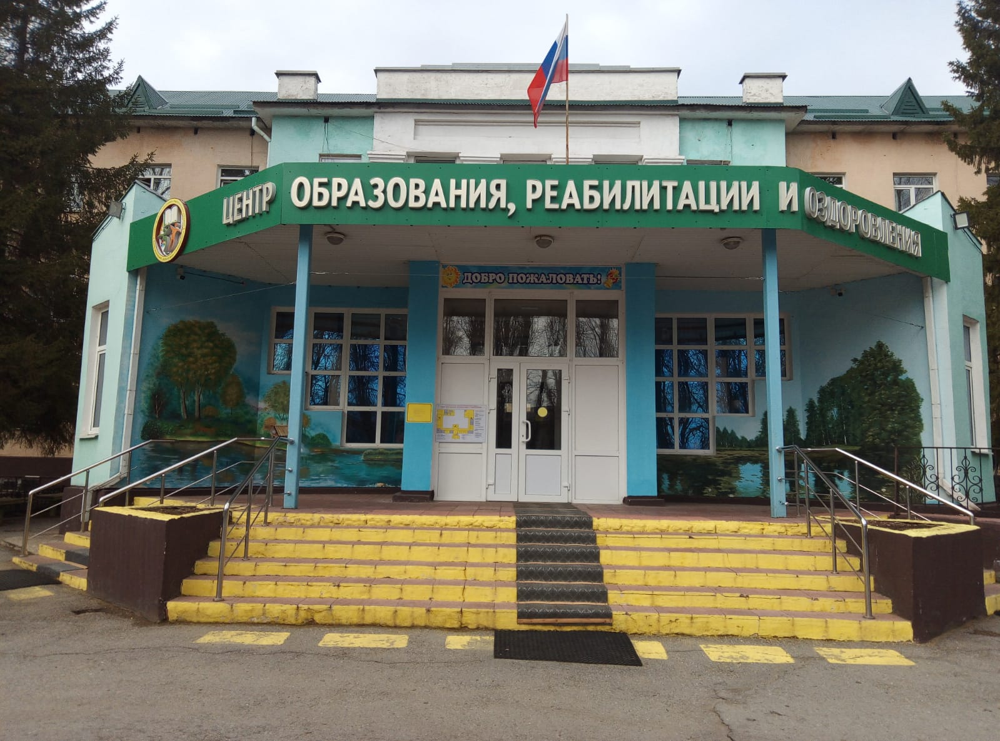 ЦЕНТР ОБРАЗОВАНИЯ, РЕАБИЛИТАЦИИ И ОЗДОРОВЛЕНИЯ
ДОБРО ПОЖАЛОВАТЬ!